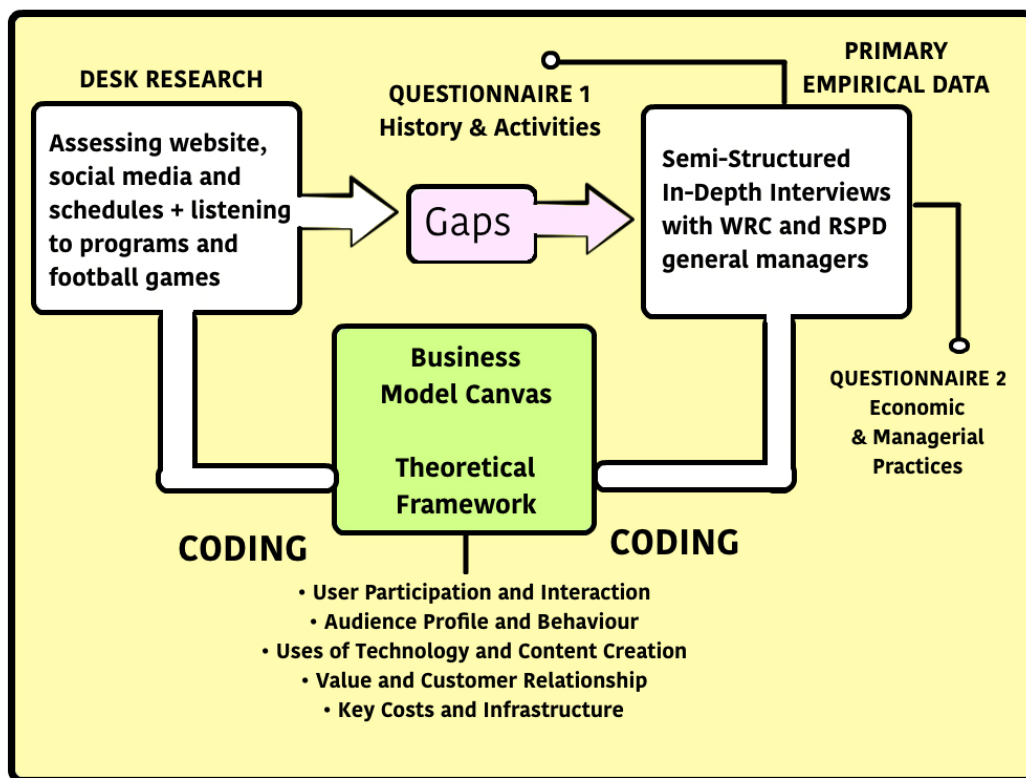 DESK RESEARCH
Assessing website,
social media and
schedules + listening
to programs and
football games
QUESTIONNAIRE 1
History & Activities
Gaps
PRIMARY
EMPIRICAL DATA
Semi-Structured
In-Depth Interviews
with WRC and RSPD
general managers
QUESTIONNAIRE 2
Economic
& Managerial
Practices
Business
Model Canvas
Theoretical
Framework
CODING
CODING
• User Participation and Interaction
• Audience Profile and Behaviour
• Uses of Technology and Content Creation
• Value and Customer Relationship
• Key Costs and Infrastructure